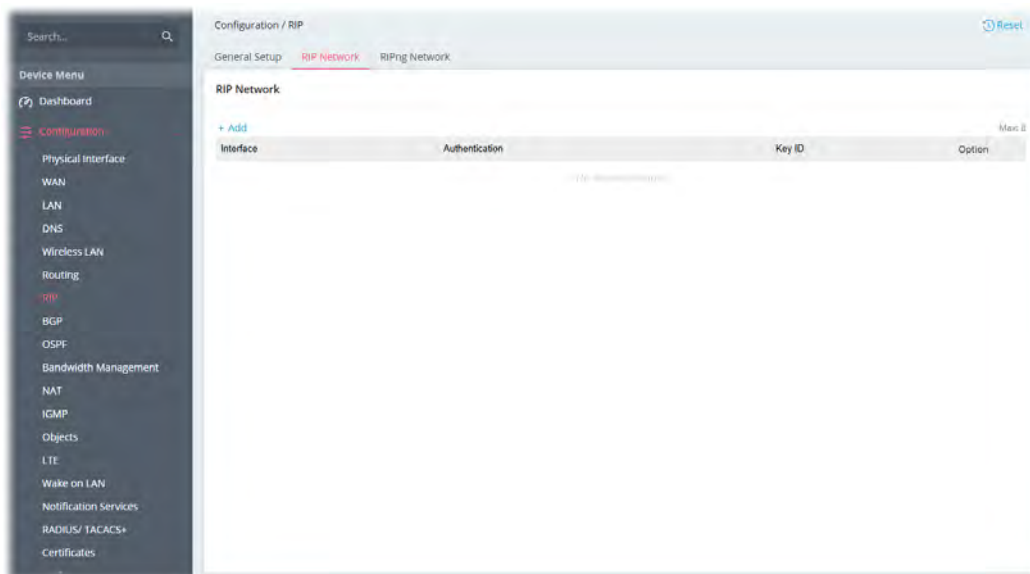 Search...
Device Menu
Dashboard
Configuration
Physical Interface
WAN
LAN
DNS
Wireless LAN
Routing
RIP
BGP
OSPF
Bandwidth Management
NAT
IGMP
Objects
LTE
Wake on LAN
Notification Services
RADIUS/ TACACS+
Certificates
Configuration / RIP
Reset
General Setup RIP Network RIPng Network
RIP Network
+ Add
Max: 8
Interface Authentication Key ID Option